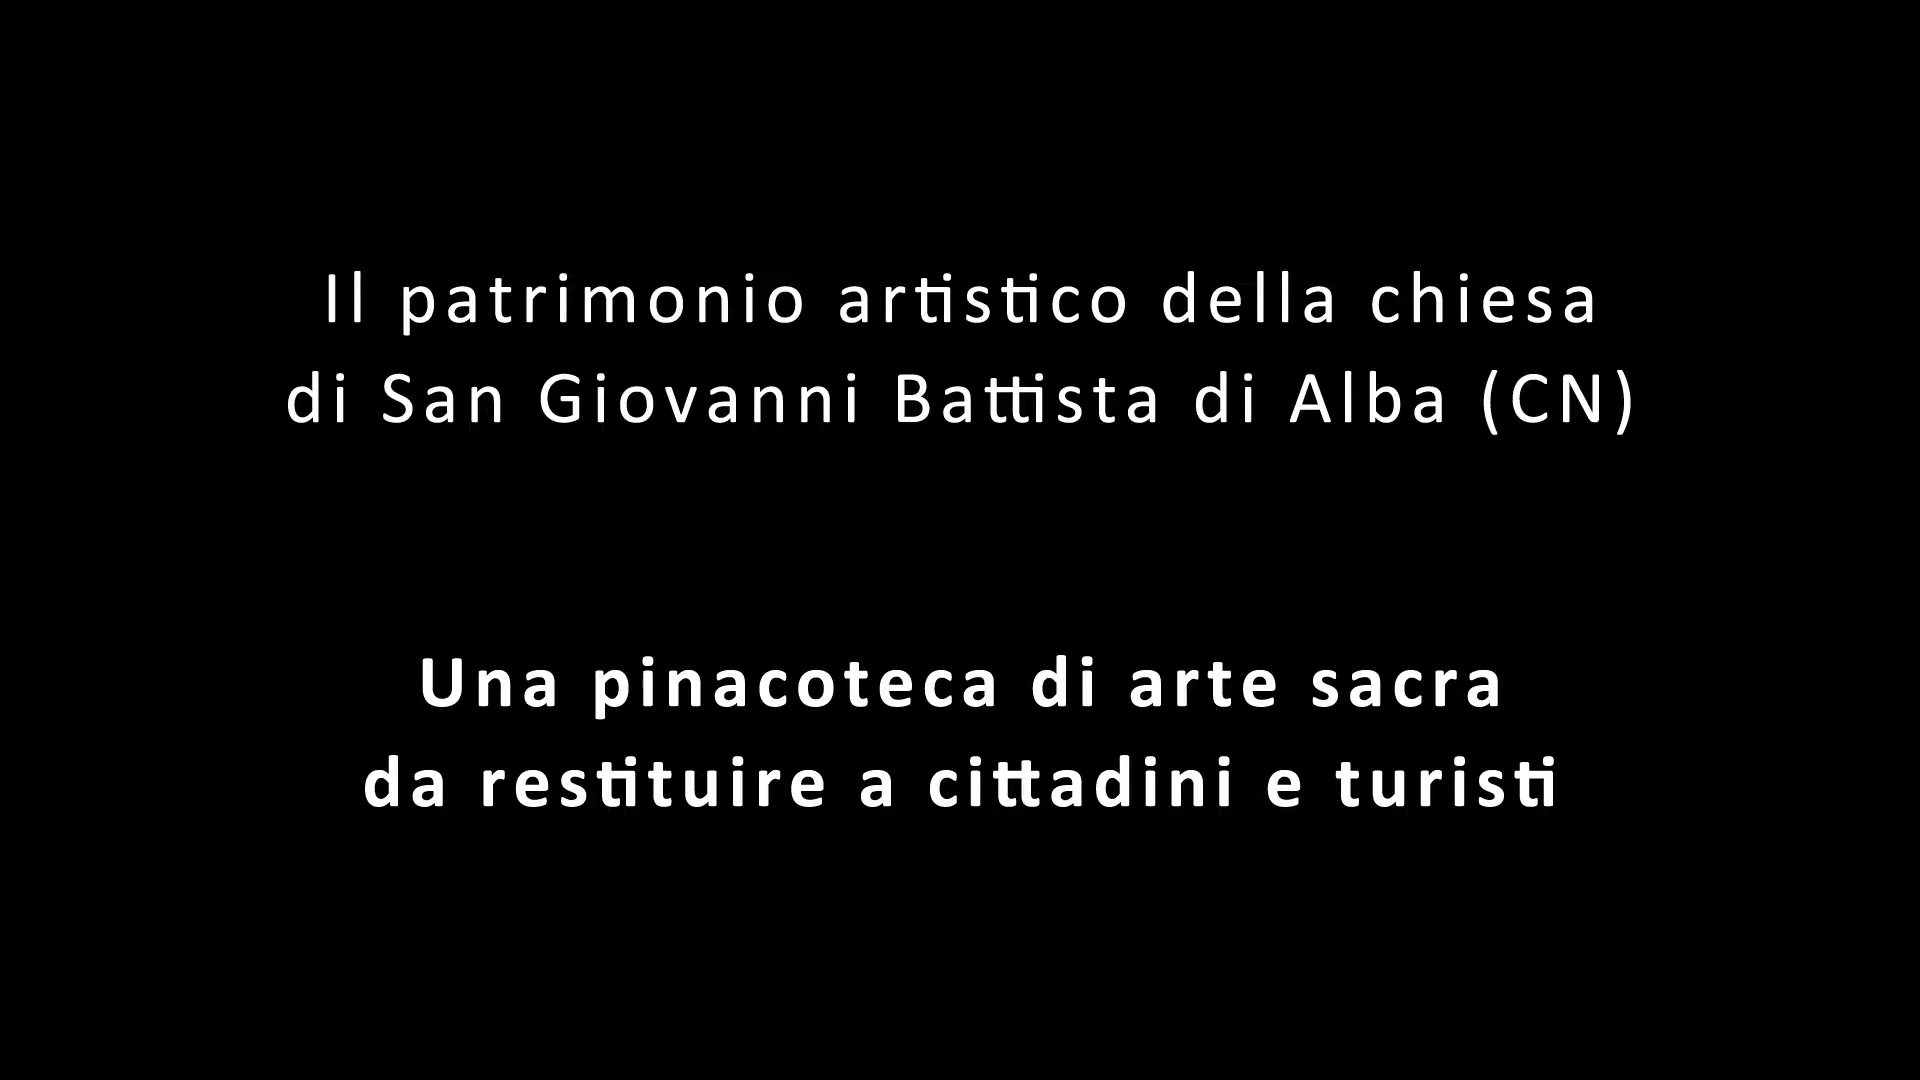 Il patrimonio artistico della chiesa
di San Giovanni Battista di Alba (CN)
Una pinacoteca di arte sacra
da restituire a cittadini e turisti